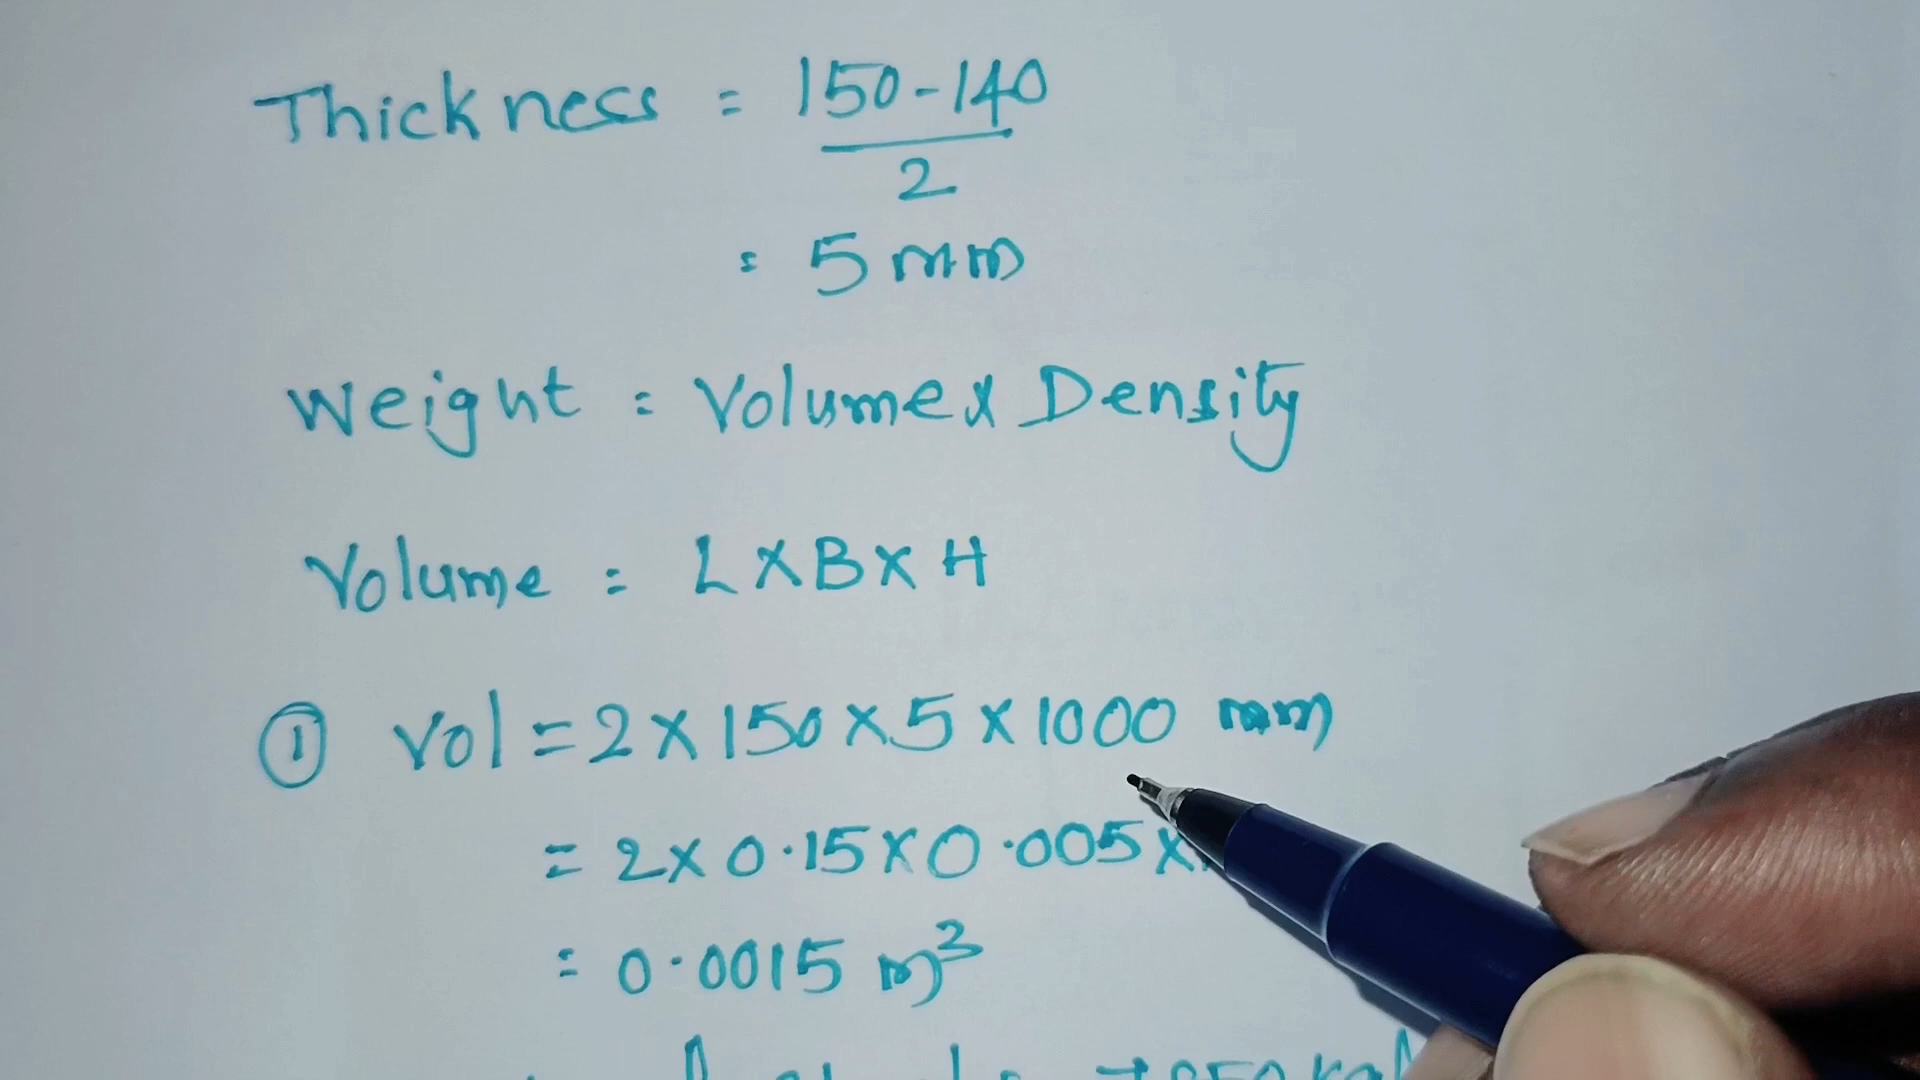 Thickness = 150-140
2
= 5 mm
Weight = Volume x Density
Volume = L X B X H
① Vol = 2 X 150 X 5 X 1000 mm
= 2 X 0.15 X 0.005 X
= 0.0015 m³